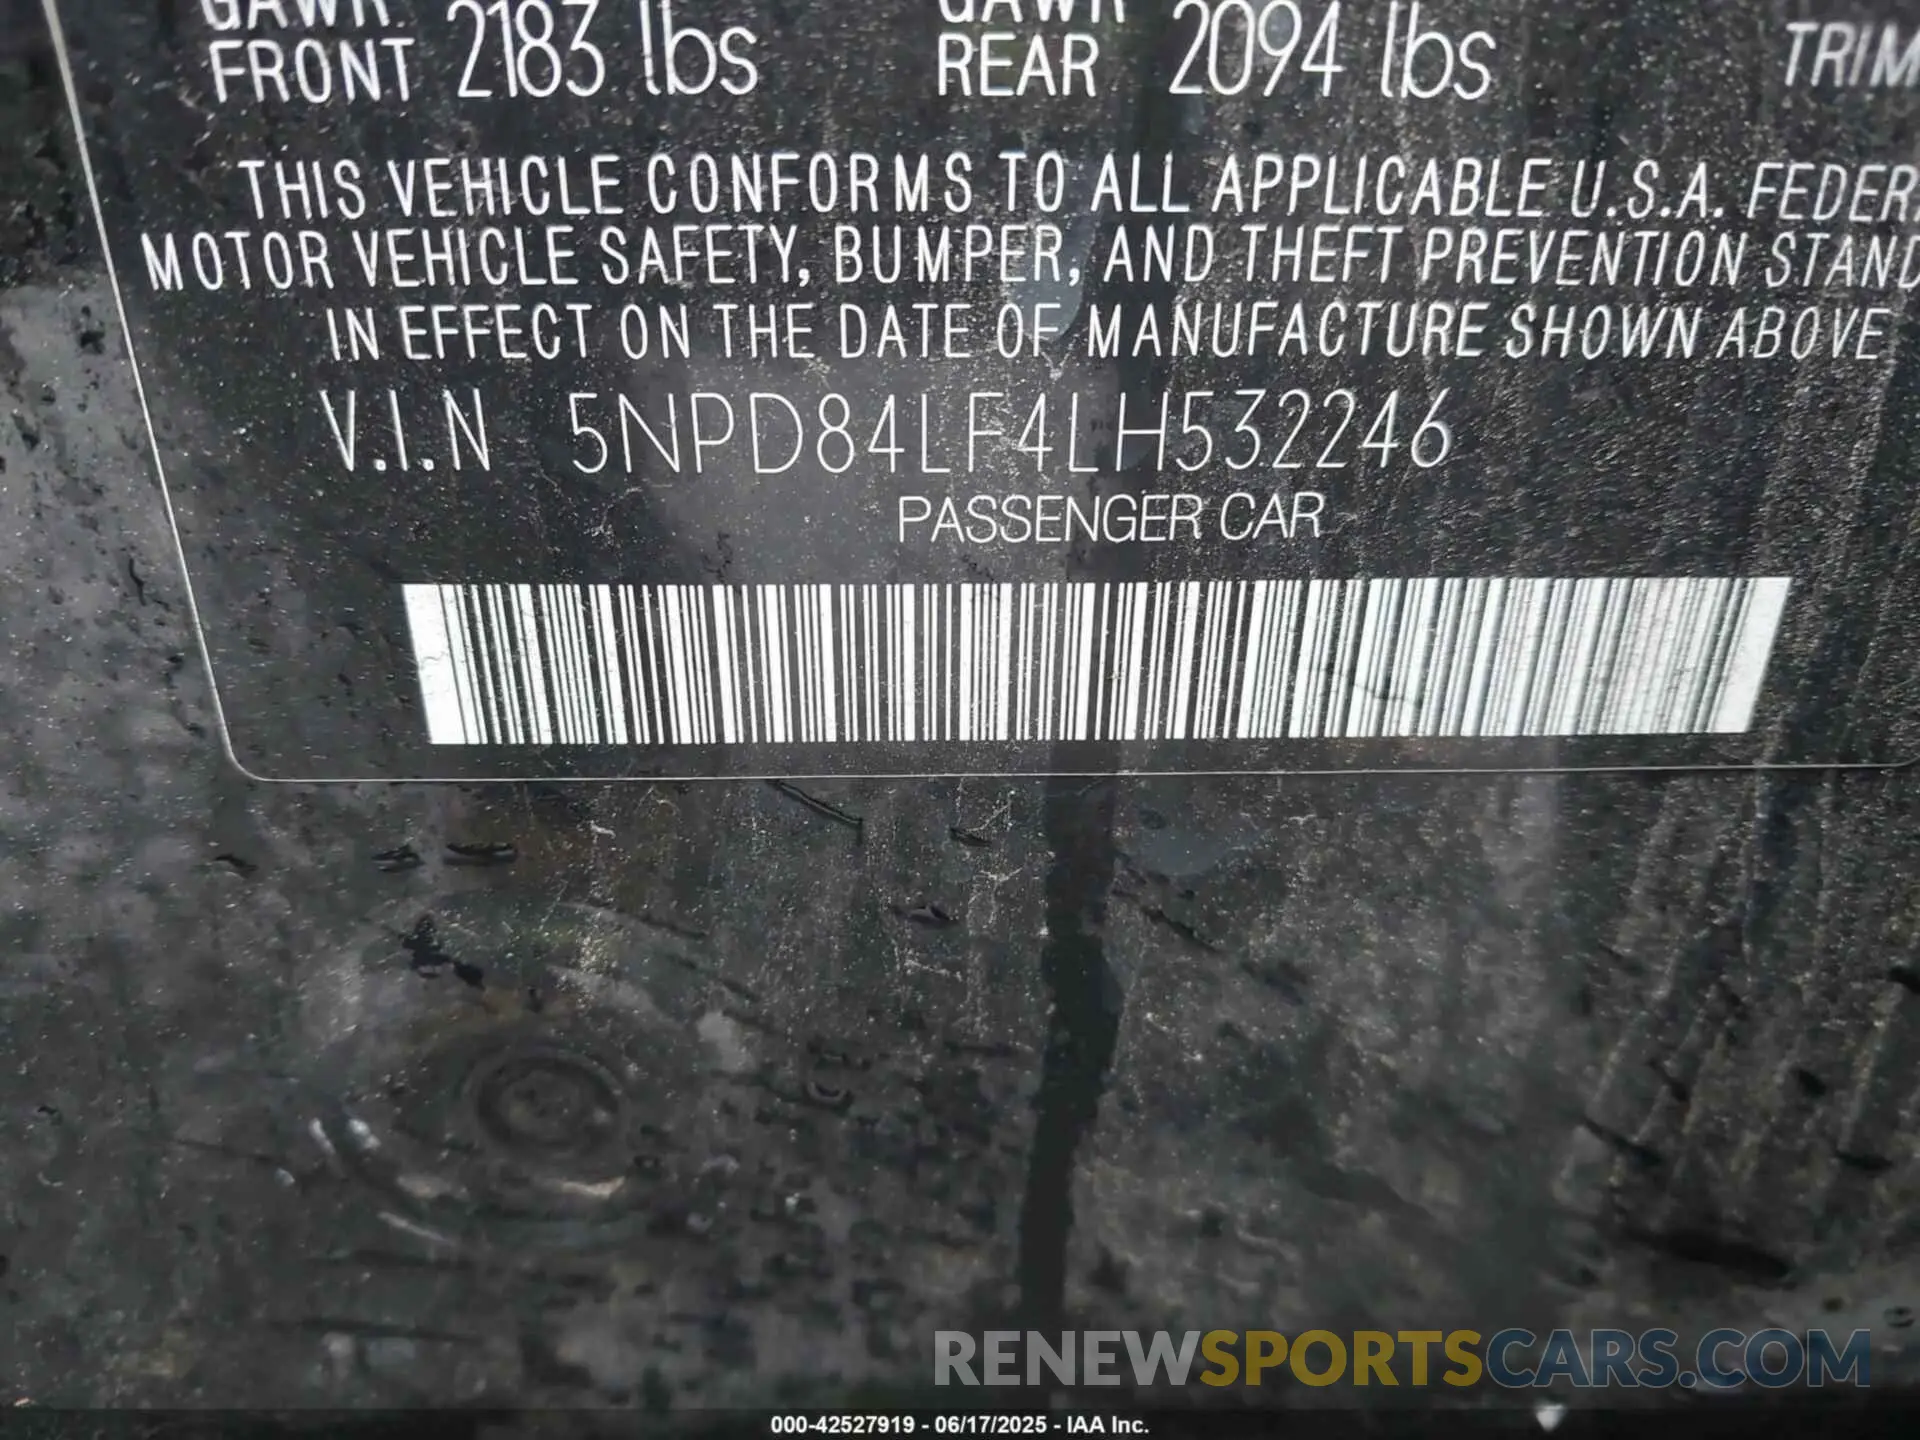 GAWR GAWR
FRONT 2183 lbs REAR 2094 lbs TRIM
THIS VEHICLE CONFORMS TO ALL APPLICABLE U.S.A. FEDER
MOTOR VEHICLE SAFETY, BUMPER, AND THEFT PREVENTION STAND
IN EFFECT ON THE DATE OF MANUFACTURE SHOWN ABOVE
V.I.N 5NPD84LF4LH532246
PASSENGER CAR
RENEWSPORTSCARS.COM
000-42527919 - 06/17/2025 - IAA Inc.